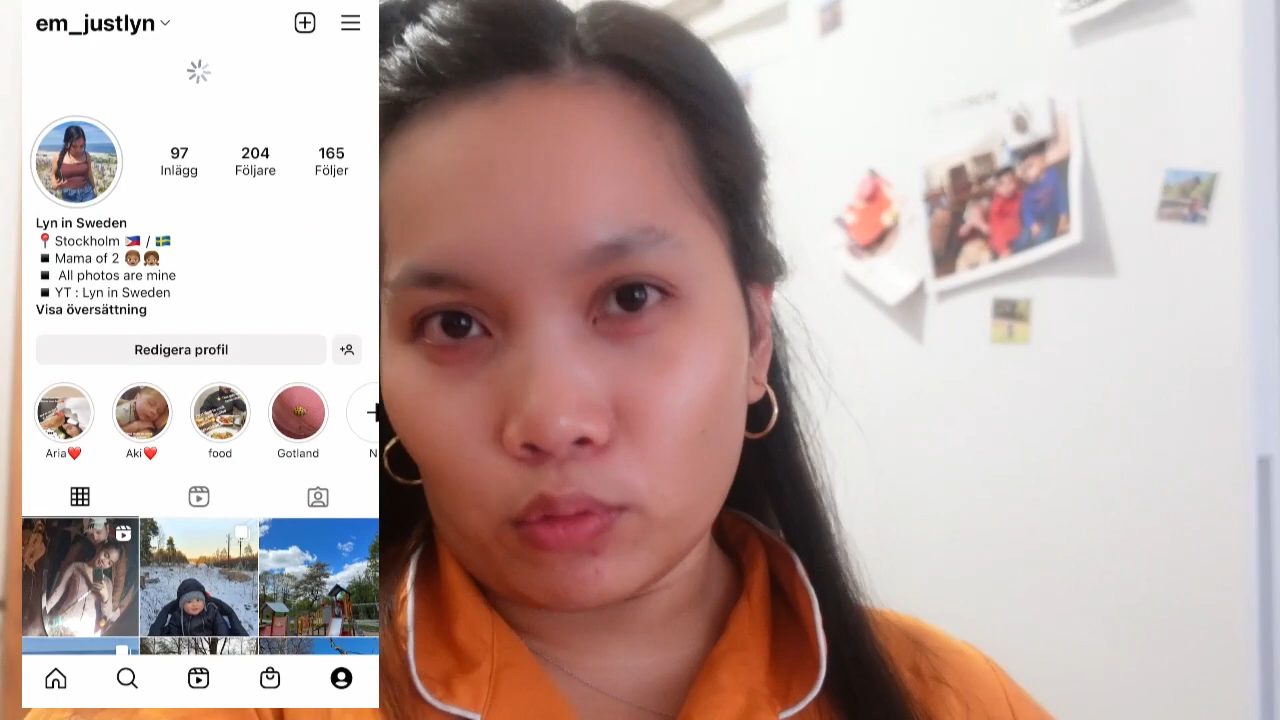 em_justlyn
97 204 165
Inlägg Följare Följer
Lyn in Sweden
📍Stockholm 🇵🇭 / 🇸🇪
▪️ Mama of 2 👦🏽👧🏽
▪️ All photos are mine
▪️ YT : Lyn in Sweden
Visa översättning
Redigera profil
Aria❤️ Aki❤️ food Gotland N